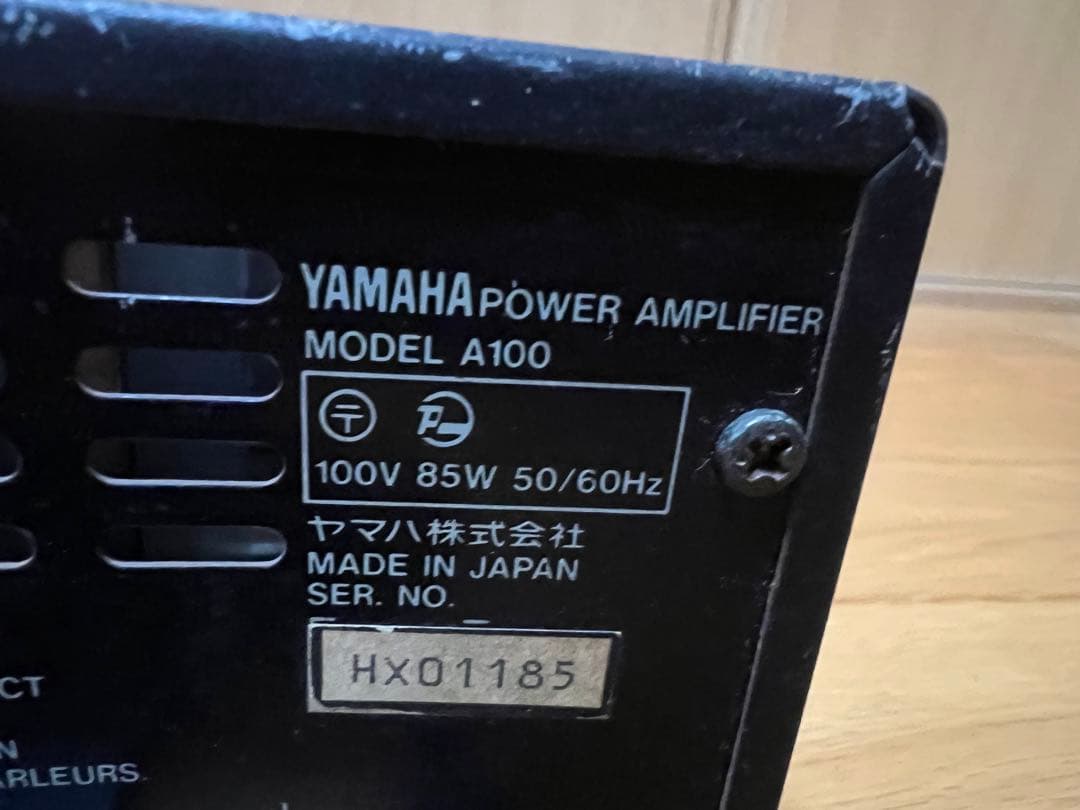 YAMAHA POWER AMPLIFIER
MODEL A100
〒 P
100V 85W 50/60Hz
ヤマハ株式会社
MADE IN JAPAN
SER. NO.
HX01185
CT
N
ARLEURS.